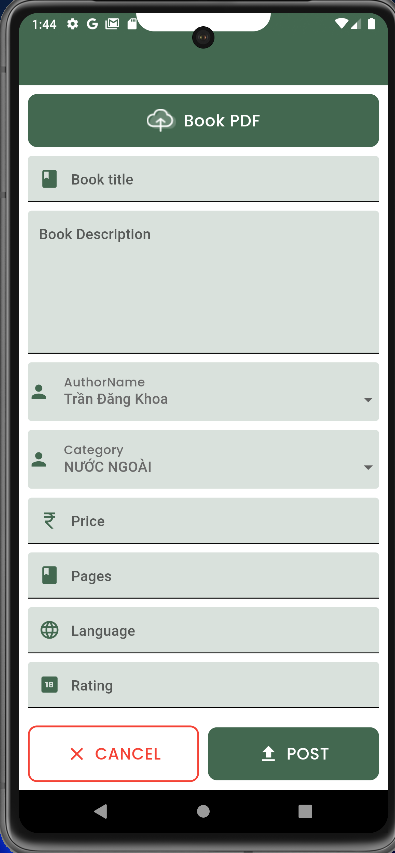 1:44
Book PDF
Book title
Book Description
AuthorName
Trần Đăng Khoa
Category
NƯỚC NGOÀI
₹ Price
Pages
Language
18 Rating
CANCEL
POST